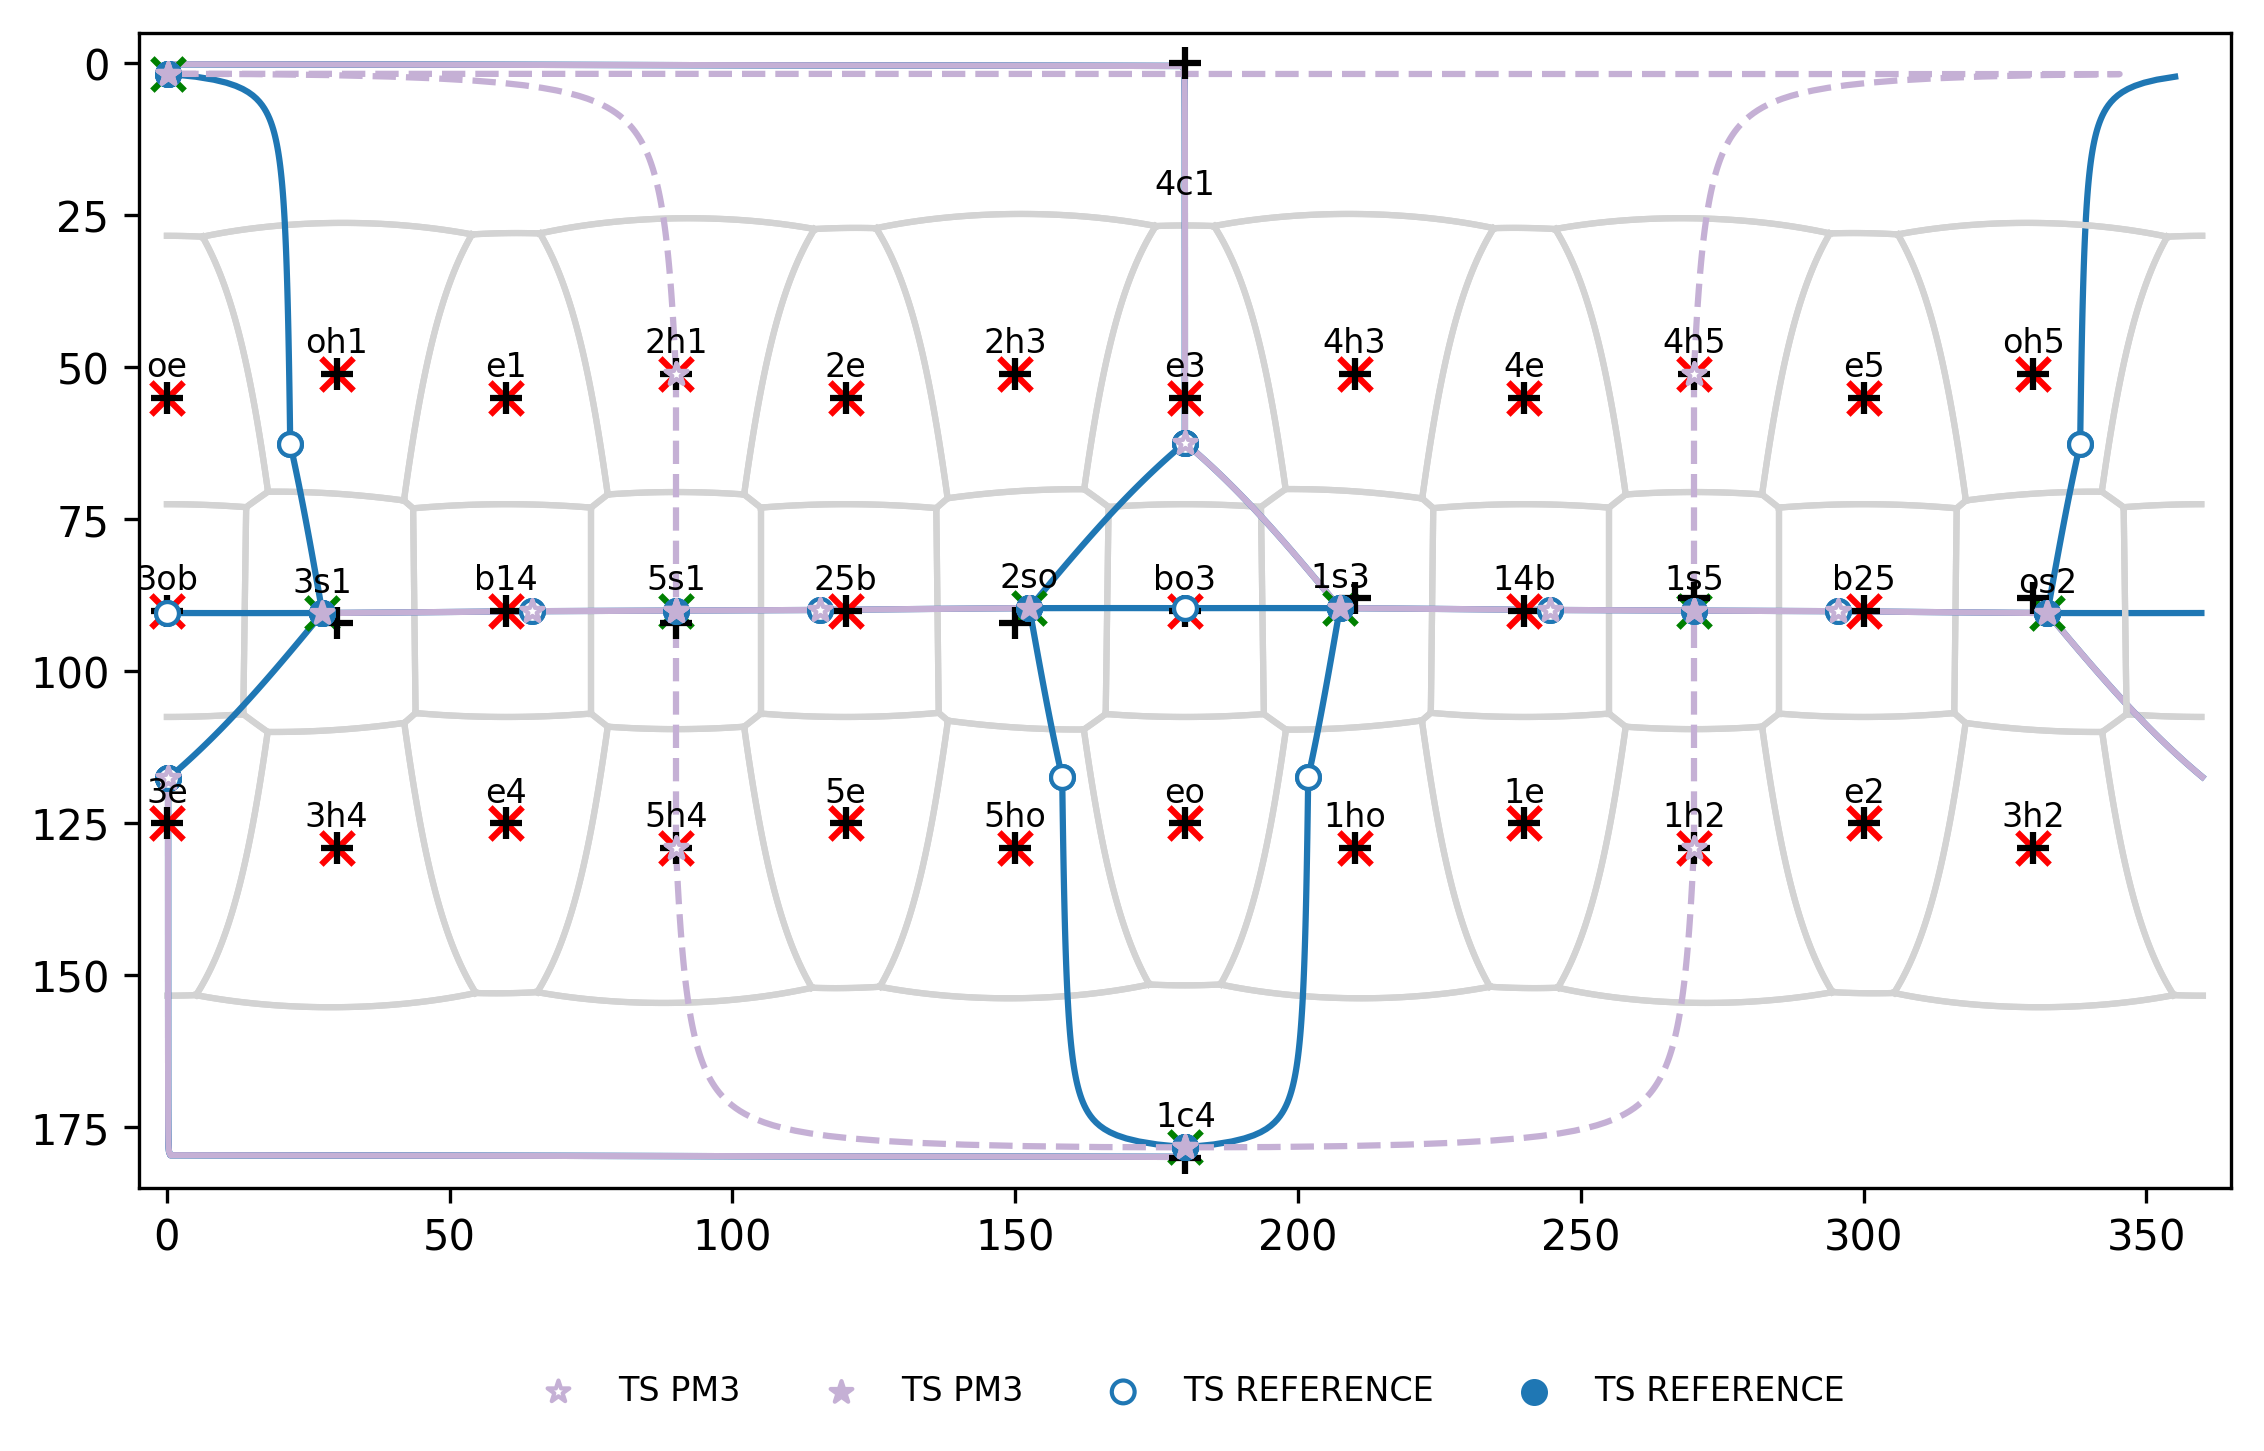 0
4c1
25
oh1 2h1 2h3 4h3 4h5 oh5
50
oe e1 2e e3 4e e5
75
3ob 3s1 b14 5s1 25b 2so bo3 1s3 14b 1s5 b25 os2
100
3e e4 5e eo 1e e2
125
3h4 5h4 5ho 1ho 1h2 3h2
150
1c4
175
0 50 100 150 200 250 300 350
TS PM3 TS PM3 TS REFERENCE TS REFERENCE